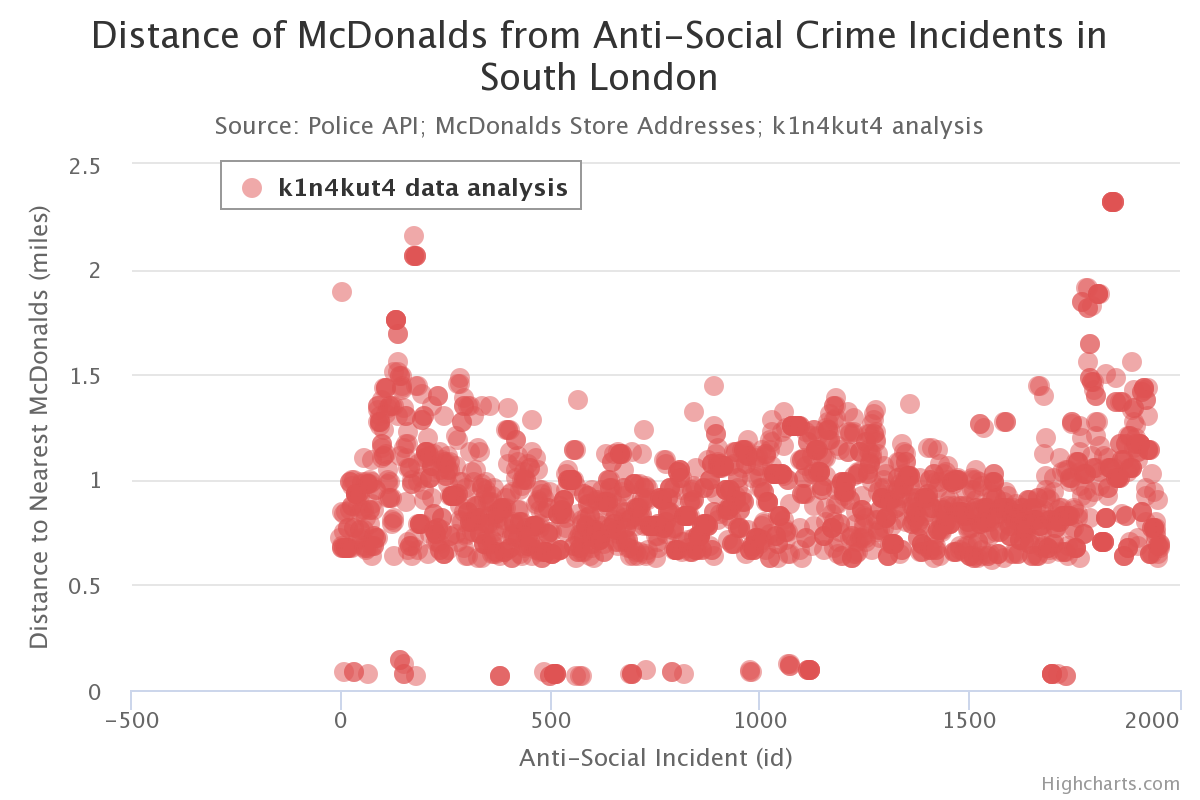 Distance of McDonalds from Anti-Social Crime Incidents in
South London
Source: Police API; McDonalds Store Addresses; k1n4kut4 analysis
k1n4kut4 data analysis
Distance to Nearest McDonalds (miles)
2.5
2
1.5
1
0.5
0
-500
0
500
1000
1500
2000
Anti-Social Incident (id)
Highcharts.com